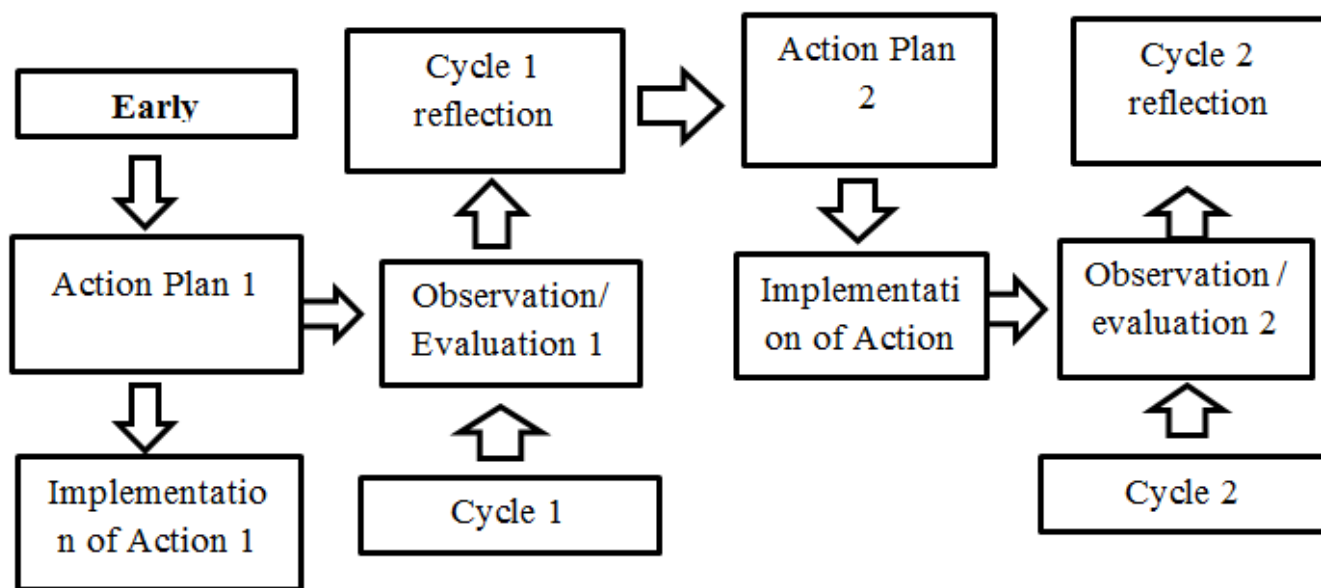 Early
Action Plan 1
Implementatio
n of Action 1
Cycle 1
reflection
Observation/
Evaluation 1
Cycle 1
Action Plan
2
Implementati
on of Action
Cycle 2
reflection
Observation /
evaluation 2
Cycle 2